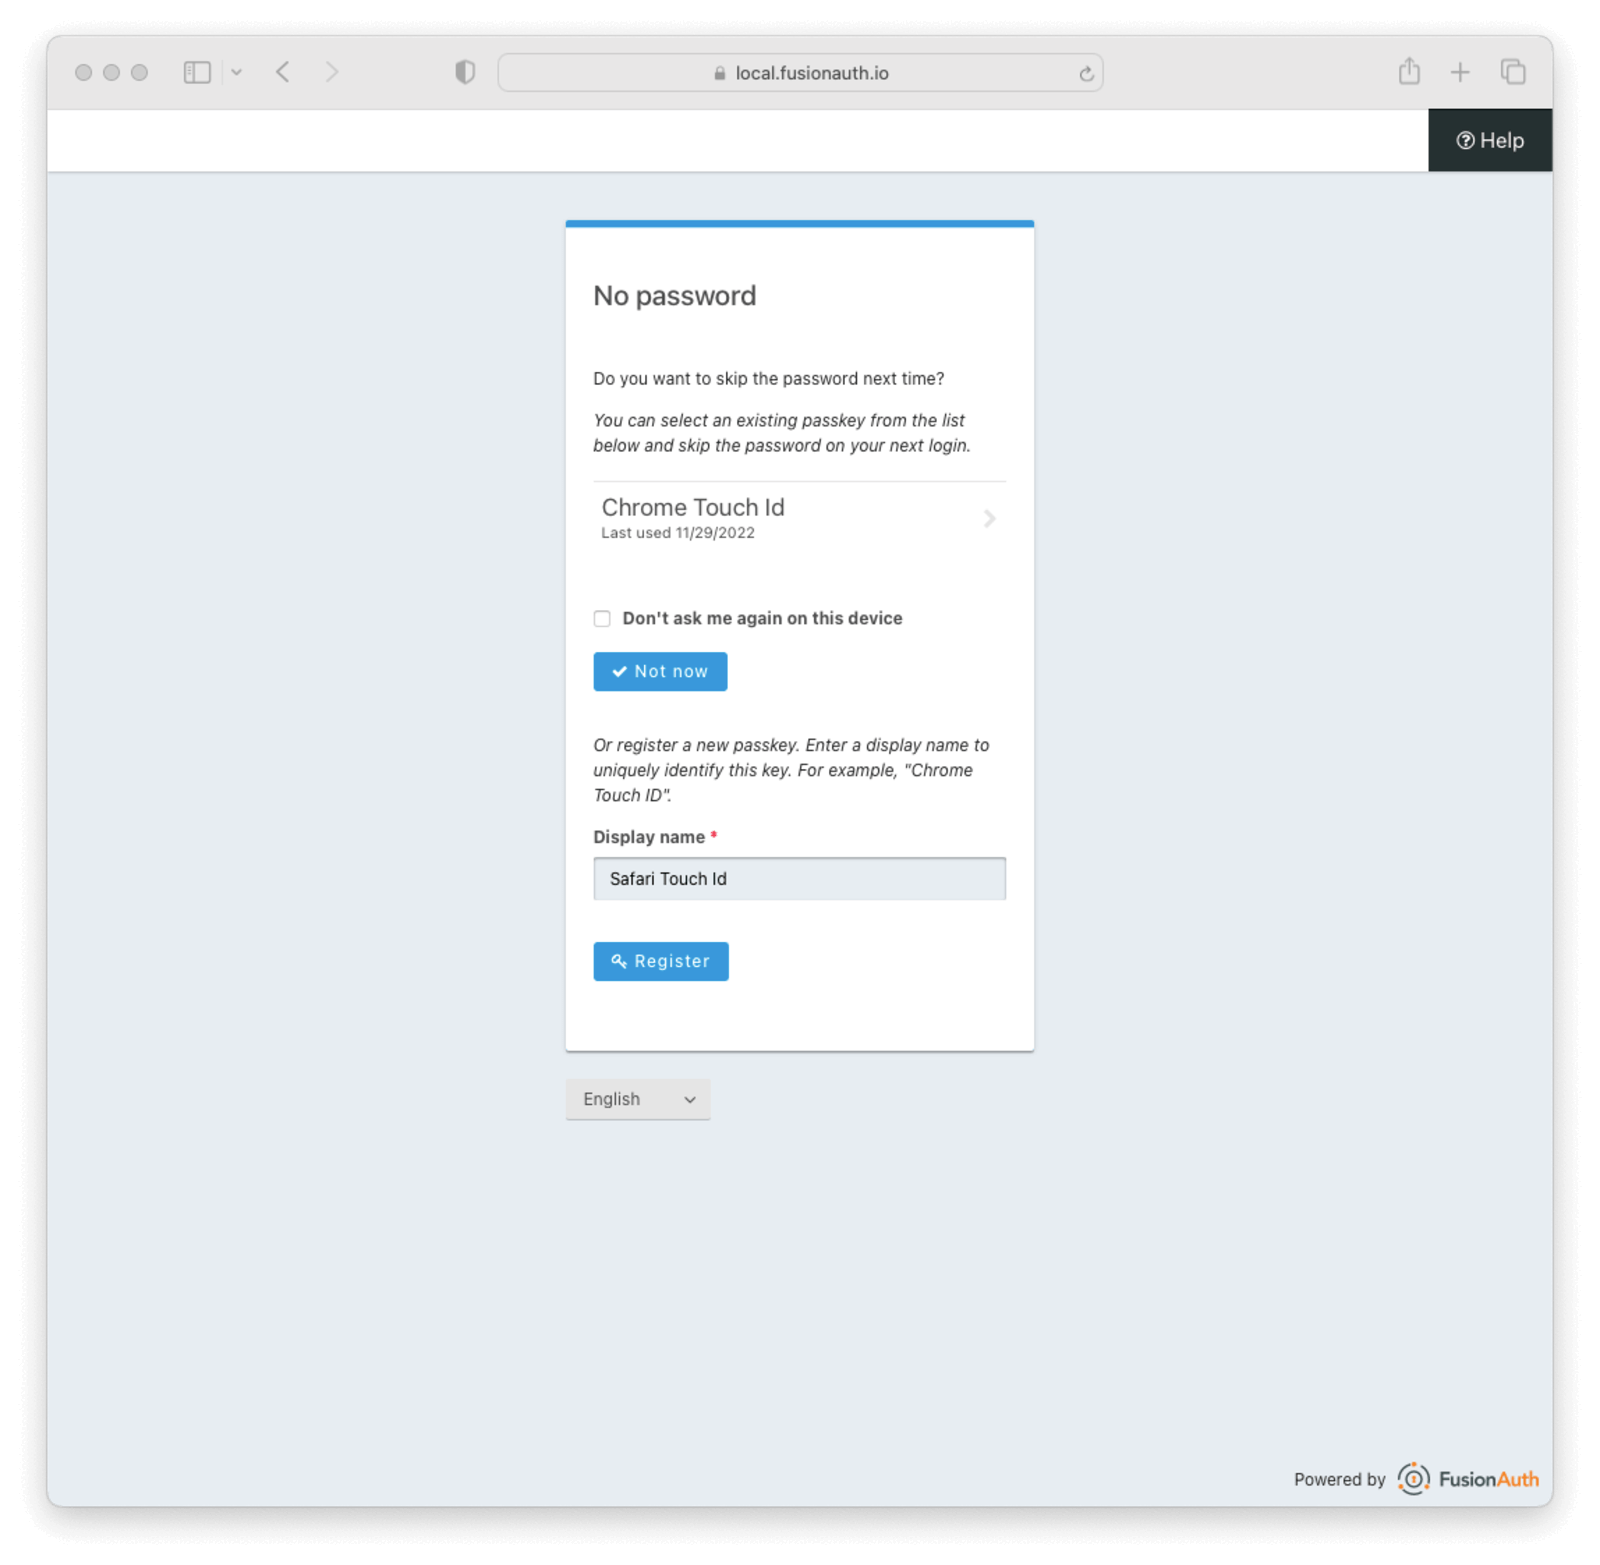 local.fusionauth.io
Help
No password
Do you want to skip the password next time?
You can select an existing passkey from the list
below and skip the password on your next login.
Chrome Touch Id
Last used 11/29/2022
Don't ask me again on this device
Not now
Or register a new passkey. Enter a display name to
uniquely identify this key. For example, "Chrome
Touch ID".
Display name *
Safari Touch Id
Register
English
Powered by FusionAuth